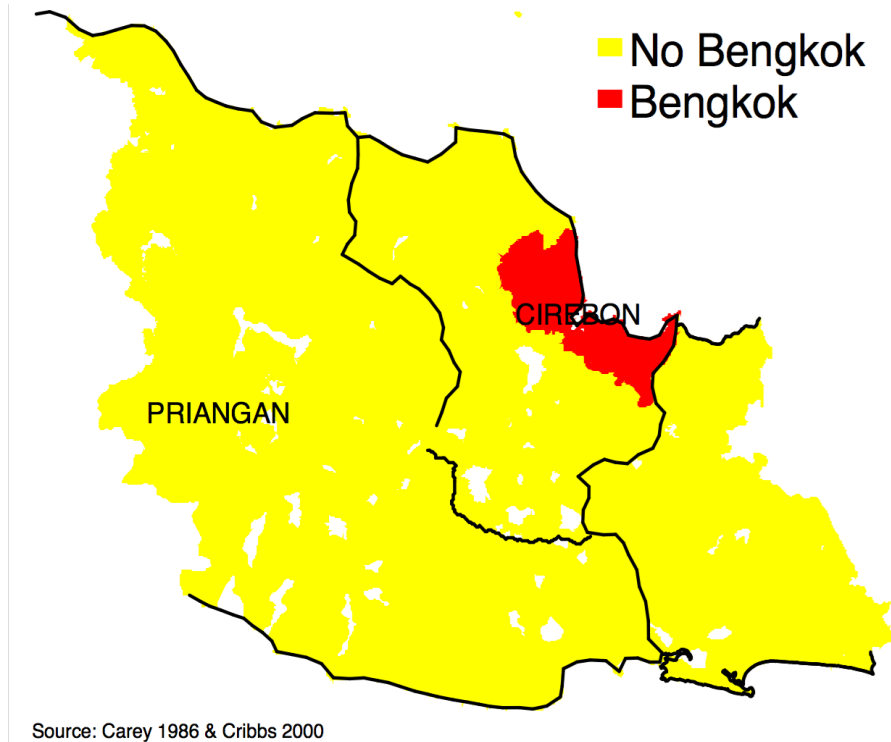 No Bengkok
Bengkok
CIREBON
PRIANGAN
Source: Carey 1986 & Cribbs 2000